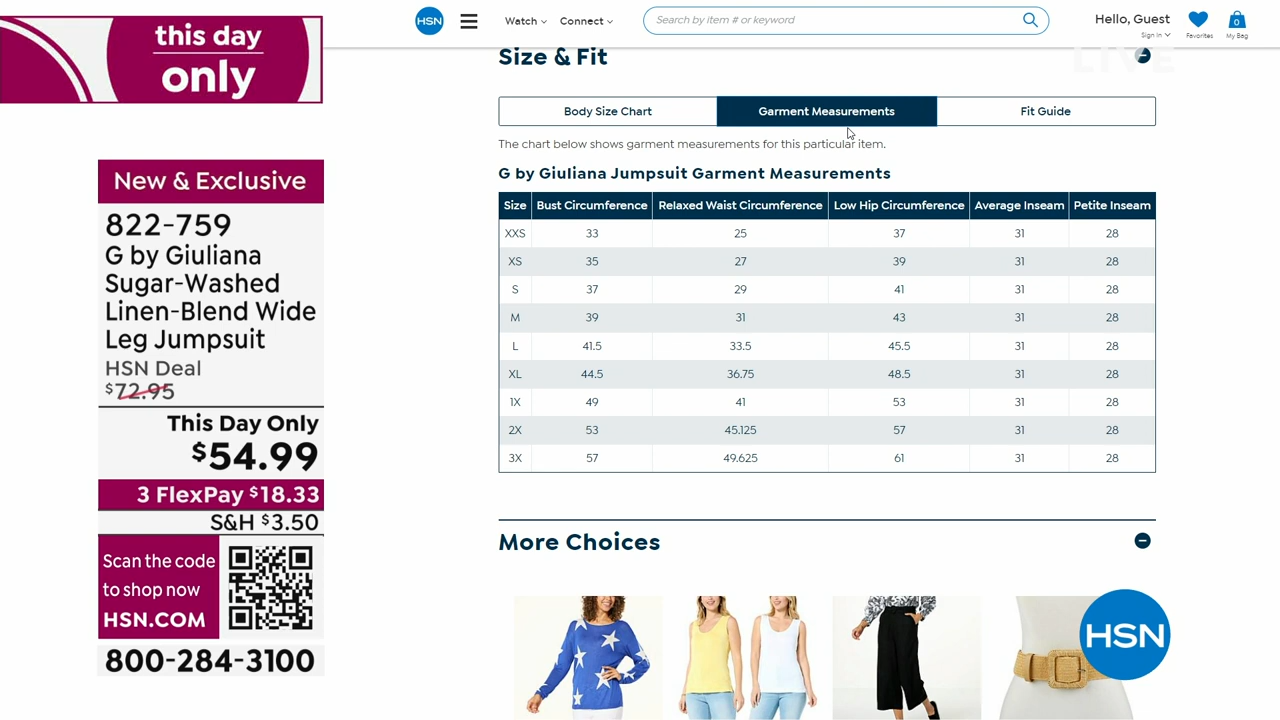 this day
only
New & Exclusive
822-759
G by Giuliana
Sugar-Washed
Linen-Blend Wide
Leg Jumpsuit
HSN Deal
$72.95
This Day Only
$54.99
3 FlexPay $18.33
S&H $3.50
Scan the code
to shop now
HSN.COM
800-284-3100
HSN
Watch
Connect
Search by item # or keyword
Hello, Guest
Sign in
Favorites
0
My Bag
LIVE
Size & Fit
Body Size Chart Garment Measurements Fit Guide
The chart below shows garment measurements for this particular item.
G by Giuliana Jumpsuit Garment Measurements
Size Bust Circumference Relaxed Waist Circumference Low Hip Circumference Average Inseam Petite Inseam
XXS 33 25 37 31 28
XS 35 27 39 31 28
S 37 29 41 31 28
M 39 31 43 31 28
L 41.5 33.5 45.5 31 28
XL 44.5 36.75 48.5 31 28
1X 49 41 53 31 28
2X 53 45.125 57 31 28
3X 57 49.625 61 31 28
More Choices
HSN